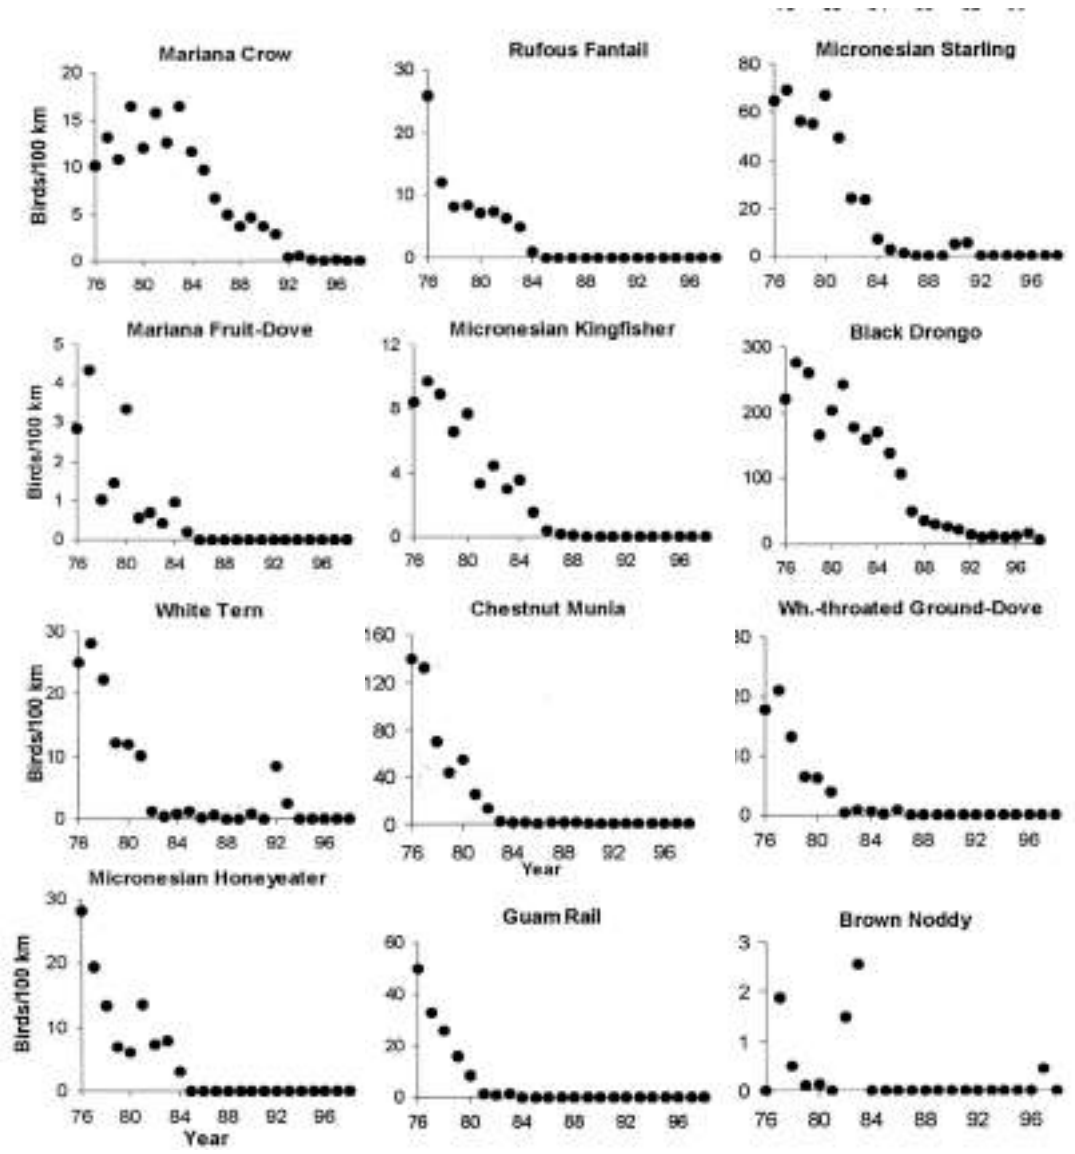 Mariana Crow
Rufous Fantail
Micronesian Starling
Birds/100 km
20
15
10
5
0
76 80 84 88 92 96
30
20
10
0
76 80 84 88 92 96
80
60
40
20
0
76 80 84 88 92 96
Mariana Fruit-Dove
Micronesian Kingfisher
Black Drongo
Birds/100 km
5
4
3
2
1
0
76 80 84 88 92 96
12
8
4
0
76 80 84 88 92 96
300
200
100
0
76 80 84 88 92 96
White Tern
Chestnut Munia
Wh.-throated Ground-Dove
Birds/100 km
30
20
10
0
76 80 84 88 92 96
160
120
80
40
0
76 80 84 88 92 96
Year
30
20
10
0
76 80 84 88 92 96
Micronesian Honeyeater
Guam Rail
Brown Noddy
Birds/100 km
30
20
10
0
76 80 84 88 92 96
Year
60
40
20
0
76 80 84 88 92 96
3
2
1
0
76 80 84 88 92 96